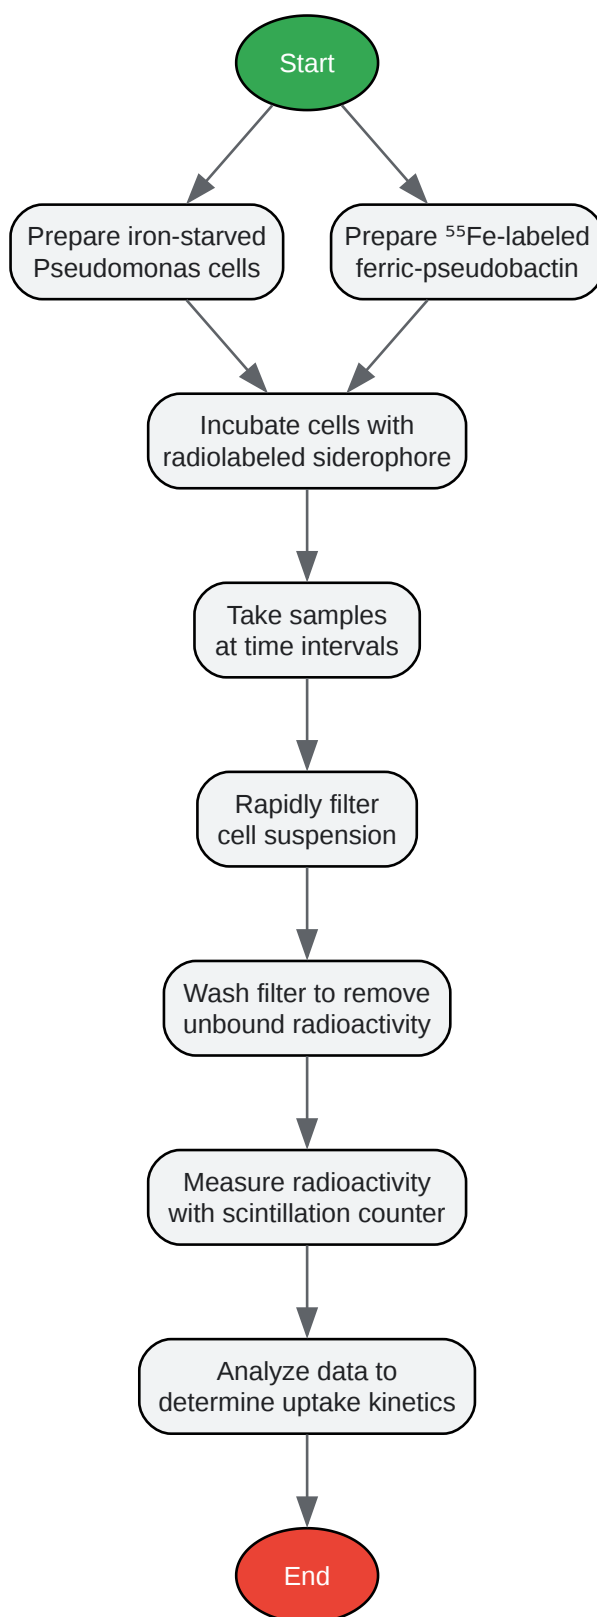 Start
Prepare iron-starved
Pseudomonas cells
Prepare ⁵⁵Fe-labeled
ferric-pseudobactin
Incubate cells with
radiolabeled siderophore
Take samples
at time intervals
Rapidly filter
cell suspension
Wash filter to remove
unbound radioactivity
Measure radioactivity
with scintillation counter
Analyze data to
determine uptake kinetics
End